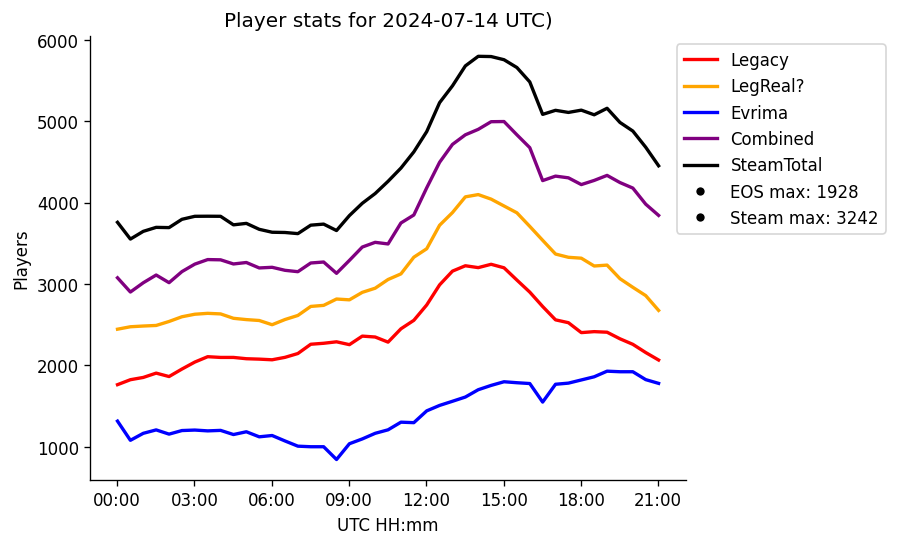 Player stats for 2024-07-14 UTC)
6000
5000
4000
3000
2000
1000
Players
00:00 03:00 06:00 09:00 12:00 15:00 18:00 21:00
UTC HH:mm
Legacy
LegReal?
Evrima
Combined
SteamTotal
EOS max: 1928
Steam max: 3242